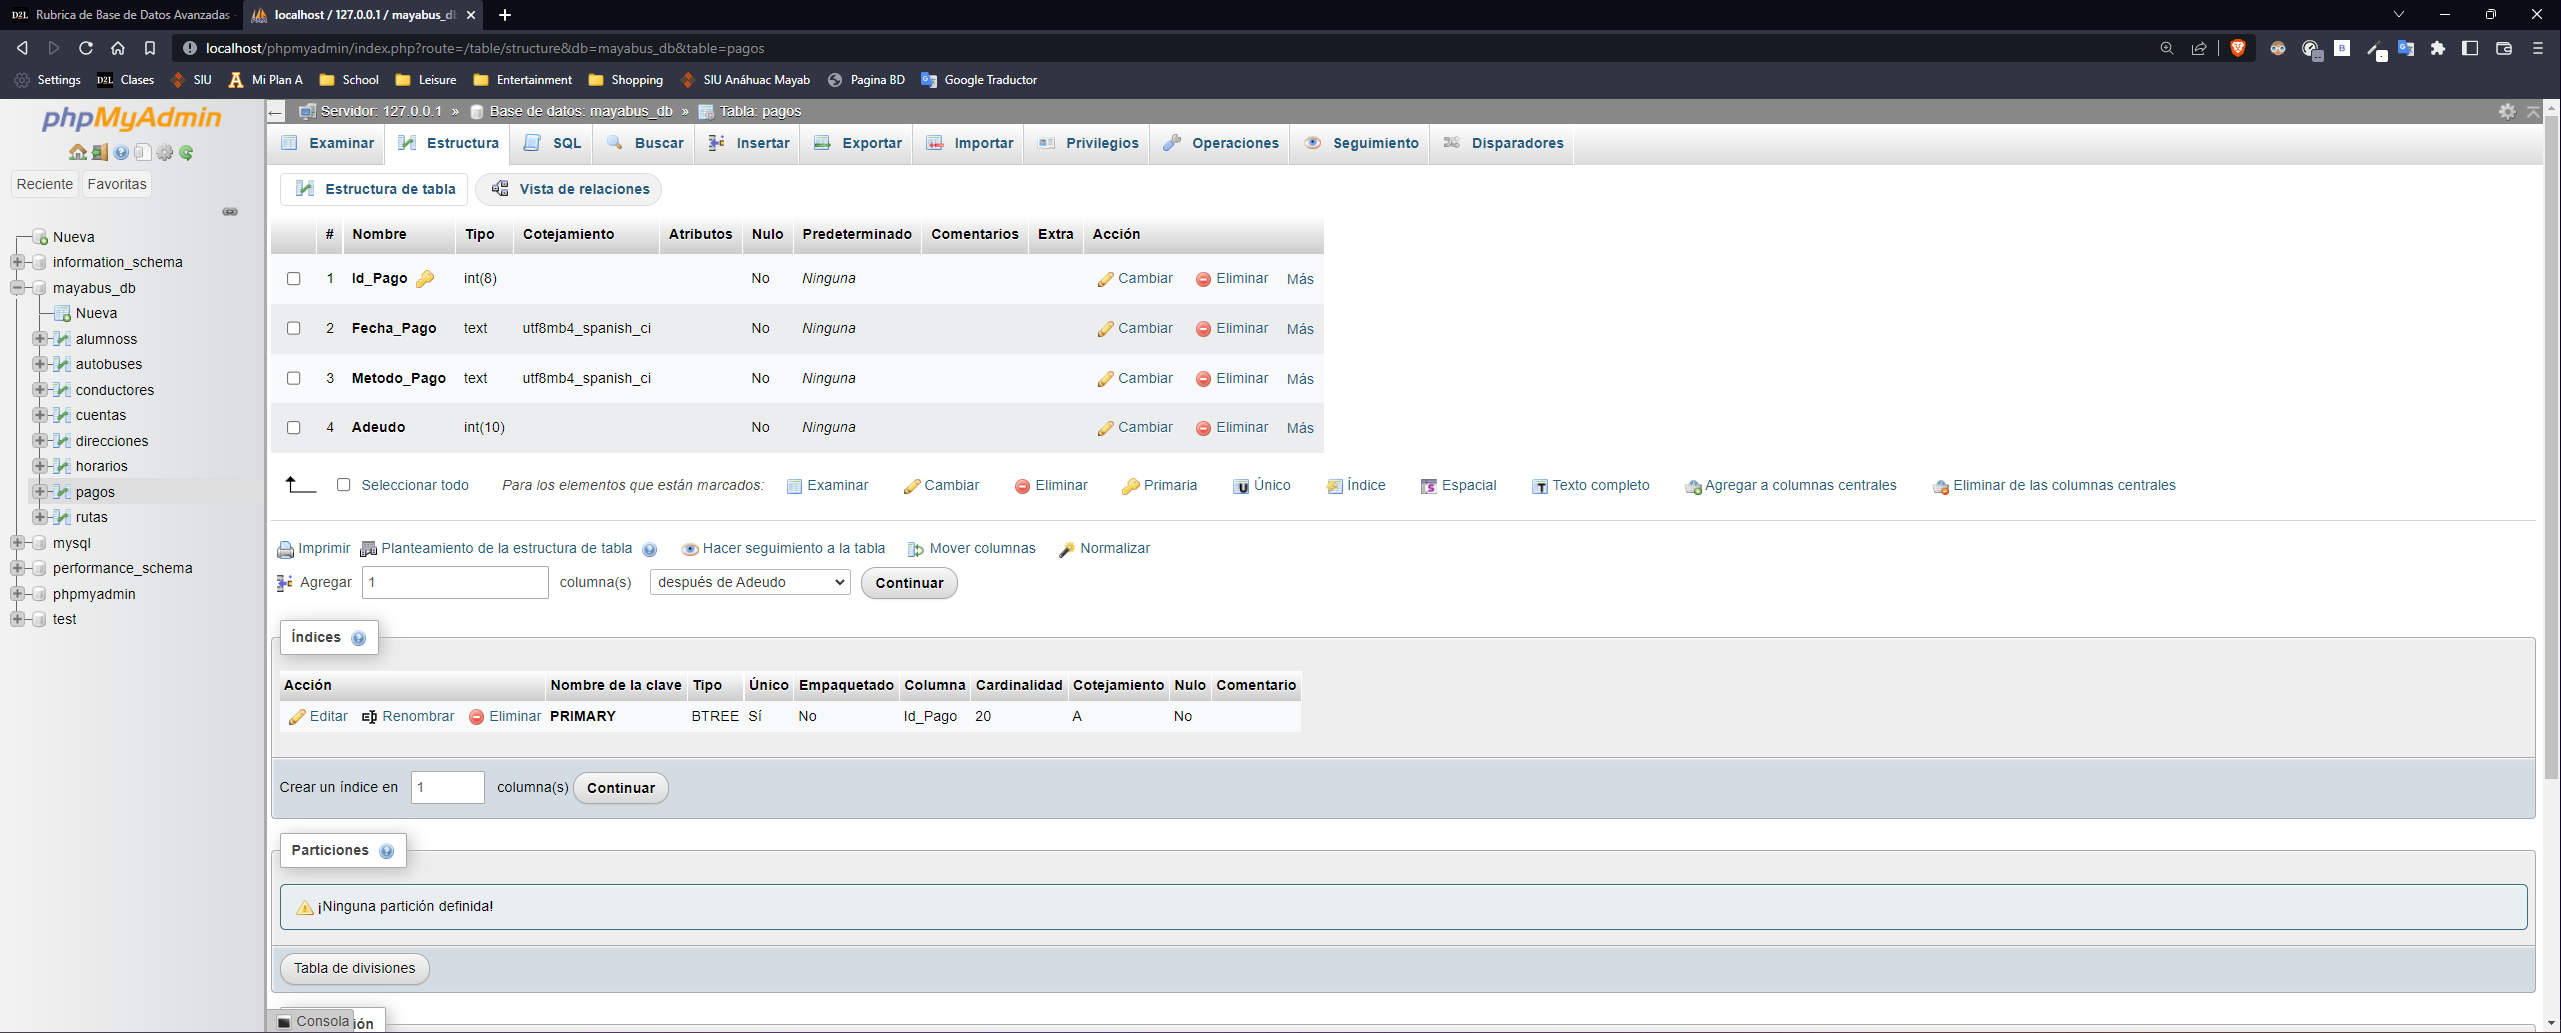 D2L Rubrica de Base de Datos Avanzadas - localhost / 127.0.0.1 / mayabus_db
localhost/phpmyadmin/index.php?route=/table/structure&db=mayabus_db&table=pagos
Settings D2L Clases SIU Mi Plan A School Leisure Entertainment Shopping SIU Anáhuac Mayab Pagina BD Google Traductor
phpMyAdmin
Reciente Favoritas
Nueva
information_schema
mayabus_db
Nueva
alumnoss
autobuses
conductores
cuentas
direcciones
horarios
pagos
rutas
mysql
performance_schema
phpmyadmin
test
Servidor: 127.0.0.1 » Base de datos: mayabus_db » Tabla: pagos
Examinar Estructura SQL Buscar Insertar Exportar Importar Privilegios Operaciones Seguimiento Disparadores
Estructura de tabla Vista de relaciones
# Nombre Tipo Cotejamiento Atributos Nulo Predeterminado Comentarios Extra Acción
1 Id_Pago int(8) No Ninguna Cambiar Eliminar Más
2 Fecha_Pago text utf8mb4_spanish_ci No Ninguna Cambiar Eliminar Más
3 Metodo_Pago text utf8mb4_spanish_ci No Ninguna Cambiar Eliminar Más
4 Adeudo int(10) No Ninguna Cambiar Eliminar Más
Seleccionar todo Para los elementos que están marcados: Examinar Cambiar Eliminar Primaria Único Índice Espacial Texto completo Agregar a columnas centrales Eliminar de las columnas centrales
Imprimir Planteamiento de la estructura de tabla Hacer seguimiento a la tabla Mover columnas Normalizar
Agregar 1 columna(s) después de Adeudo Continuar
Índices
Acción Nombre de la clave Tipo Único Empaquetado Columna Cardinalidad Cotejamiento Nulo Comentario
Editar Renombrar Eliminar PRIMARY BTREE Sí No Id_Pago 20 A No
Crear un índice en 1 columna(s) Continuar
Particiones
¡Ninguna partición definida!
Tabla de divisiones
Consola ión